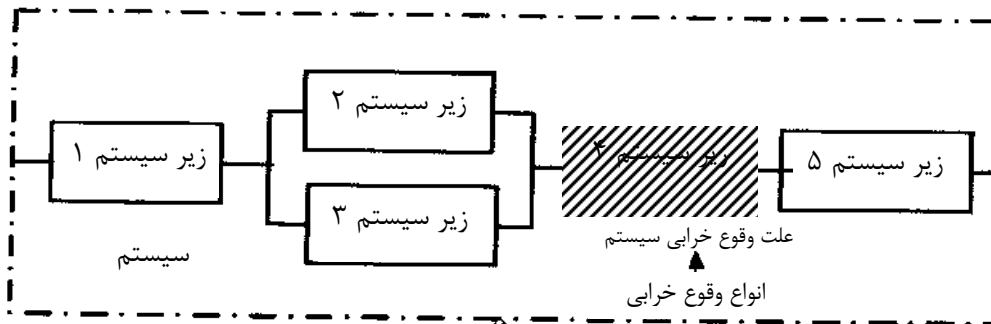 زیر سیستم ۱
زیر سیستم ۲
زیر سیستم ۳
زیر سیستم ۴
زیر سیستم ۵
علت وقوع خرابی سیستم
سیستم
انواع وقوع خرابی